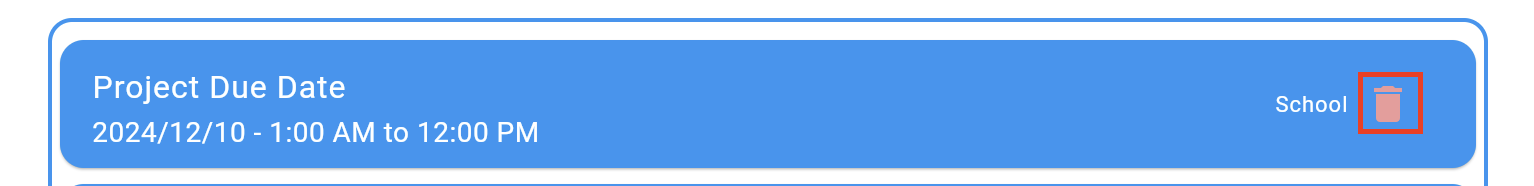 Project Due Date
2024/12/10 - 1:00 AM to 12:00 PM
School